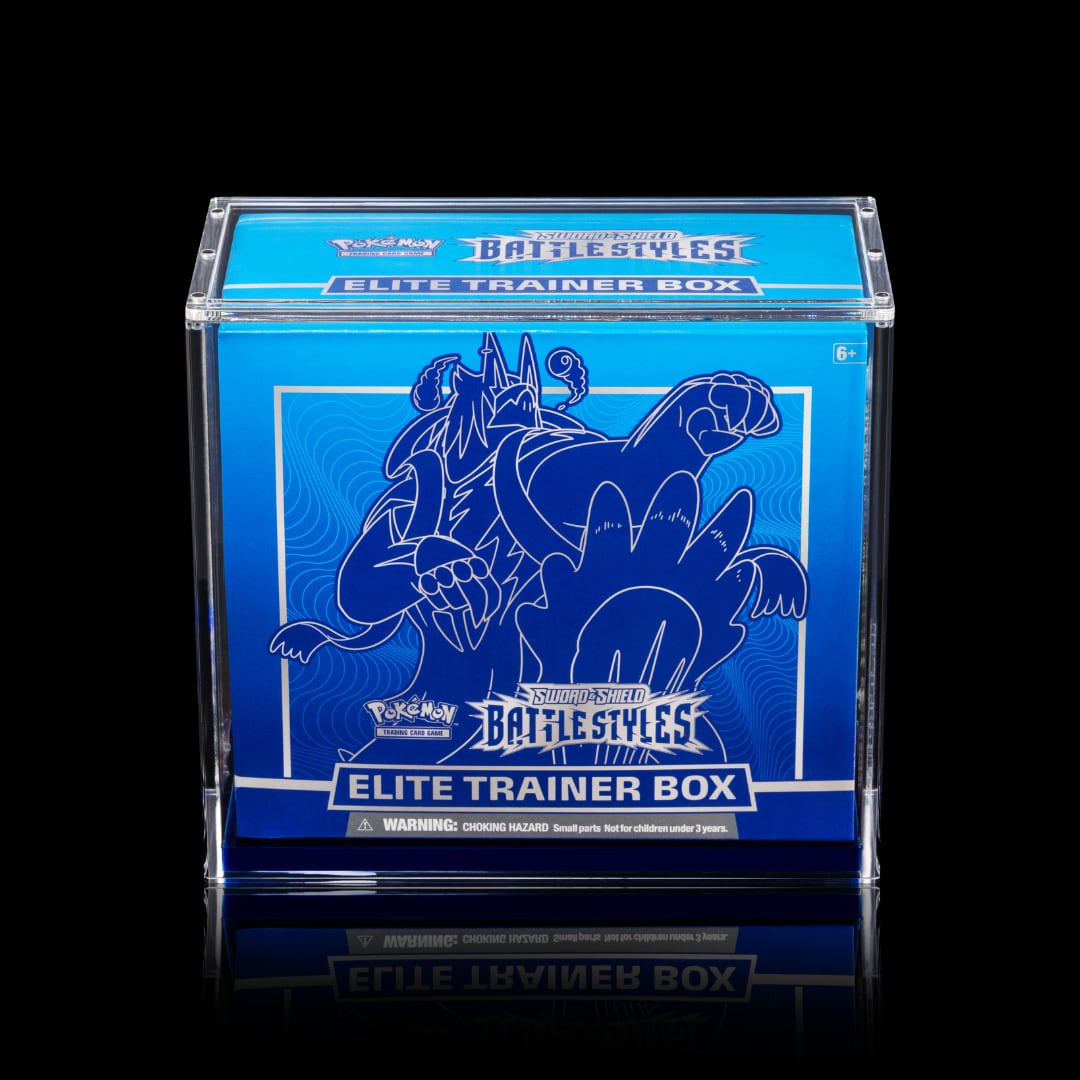 POKéMON
TRADING CARD GAME
SWORD & SHIELD
BATTLE STYLES
ELITE TRAINER BOX
6+
POKéMON
TRADING CARD GAME
SWORD & SHIELD
BATTLE STYLES
ELITE TRAINER BOX
WARNING: CHOKING HAZARD Small parts Not for children under 3 years.